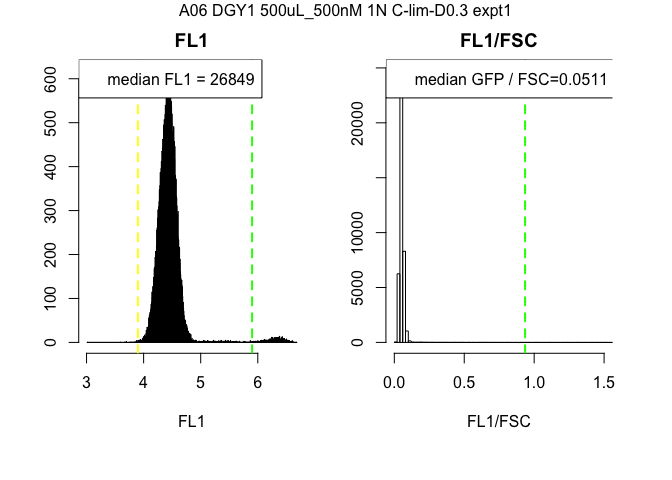 A06 DGY1 500uL_500nM 1N C-lim-D0.3 expt1
FL1
FL1/FSC
median FL1 = 26849
median GFP / FSC=0.0511
600
500
400
300
200
100
0
3 4 5 6
FL1
20000
10000
5000
0
0.0 0.5 1.0 1.5
FL1/FSC